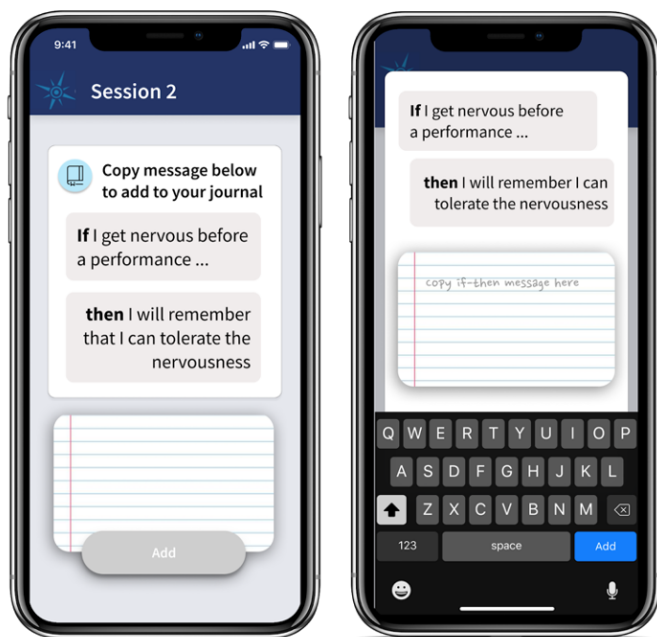 9:41
Session 2
Copy message below
to add to your journal
If I get nervous before
a performance ...
then I will remember
that I can tolerate the
nervousness
Add
If I get nervous before
a performance ...
then I will remember I can
tolerate the nervousness
copy if-then message here
Q W E R T Y U I O P
A S D F G H J K L
Z X C V B N M
123 space Add